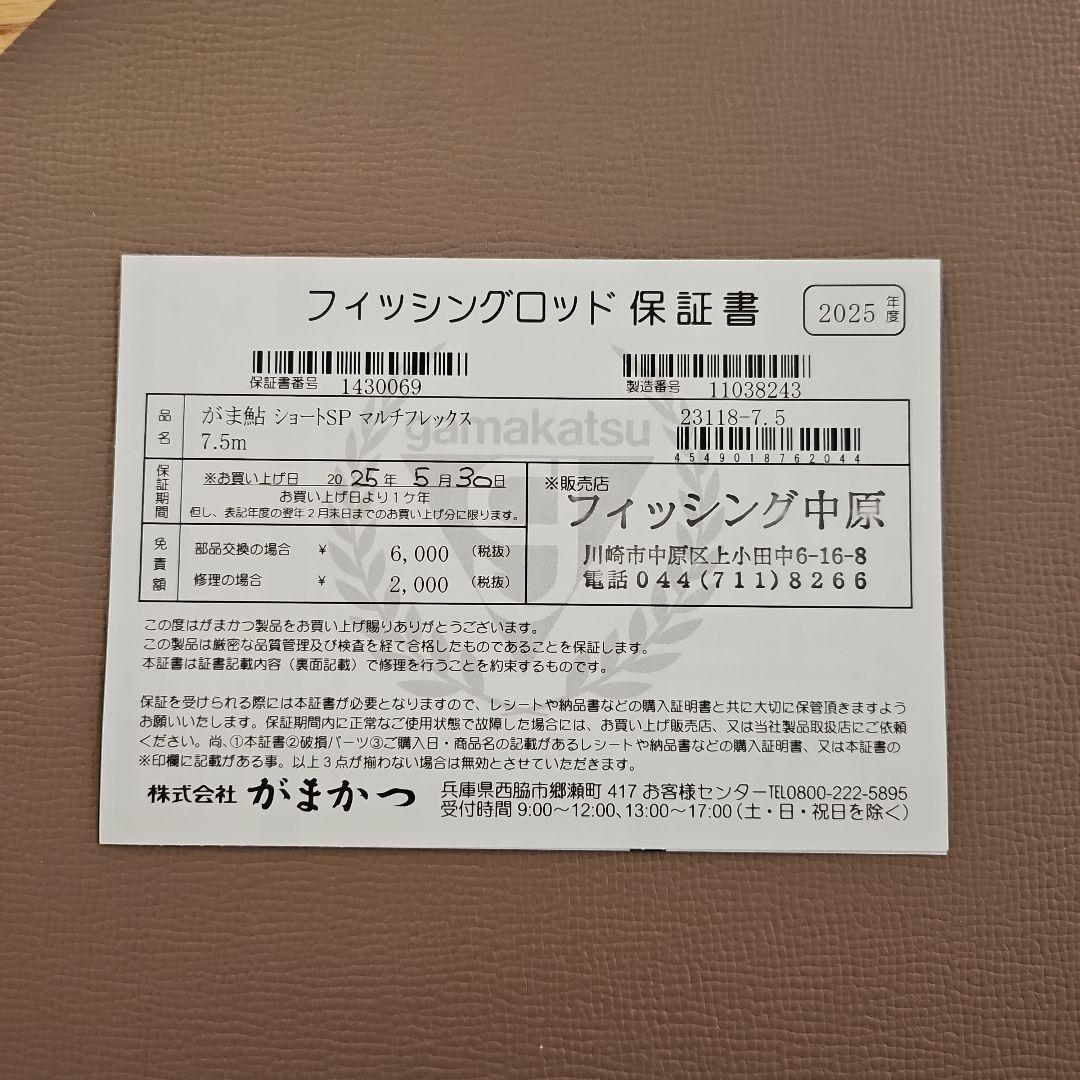 フィッシングロッド 保証書
2025 年度
保証書番号 1430069
製造番号 11038243
品名
がま鮎 ショートSP マルチフレックス
7.5m
gamakatsu
23118-7.5
4549018762044
保証期間
※お買い上げ日 2025年 5月30日
お買い上げ日より1ケ年
但し、表記年度の翌年2月末日までのお買い上げ分に限ります。
※販売店
フィッシング中原
川崎市中原区上小田中6-16-8
電話044(711)8266
免責額
部品交換の場合 ¥ 6,000 (税抜)
修理の場合 ¥ 2,000 (税抜)
この度はがまかつ製品をお買い上げ賜りありがとうございます。
この製品は厳密な品質管理及び検査を経て合格したものであることを保証します。
本証書は証書記載内容(裏面記載)で修理を行うことを約束するものです。
保証を受けられる際には本証書が必要となりますので、レシートや納品書などの購入証明書と共に大切に保管頂きますよう
お願いいたします。保証期間内に正常なご使用状態で故障した場合には、お買い上げ販売店、又は当社製品取扱店にご依頼
ください。尚、①本証書②破損パーツ③ご購入日・商品名の記載があるレシートや納品書などの購入証明書、又は本証書の
※印欄に記載がある事。以上3点が揃わない場合は無効とさせていただきます。
株式会社 がまかつ
兵庫県西脇市郷瀬町 417 お客様センターTEL0800-222-5895
受付時間 9:00〜12:00、13:00〜17:00(土・日・祝日を除く)